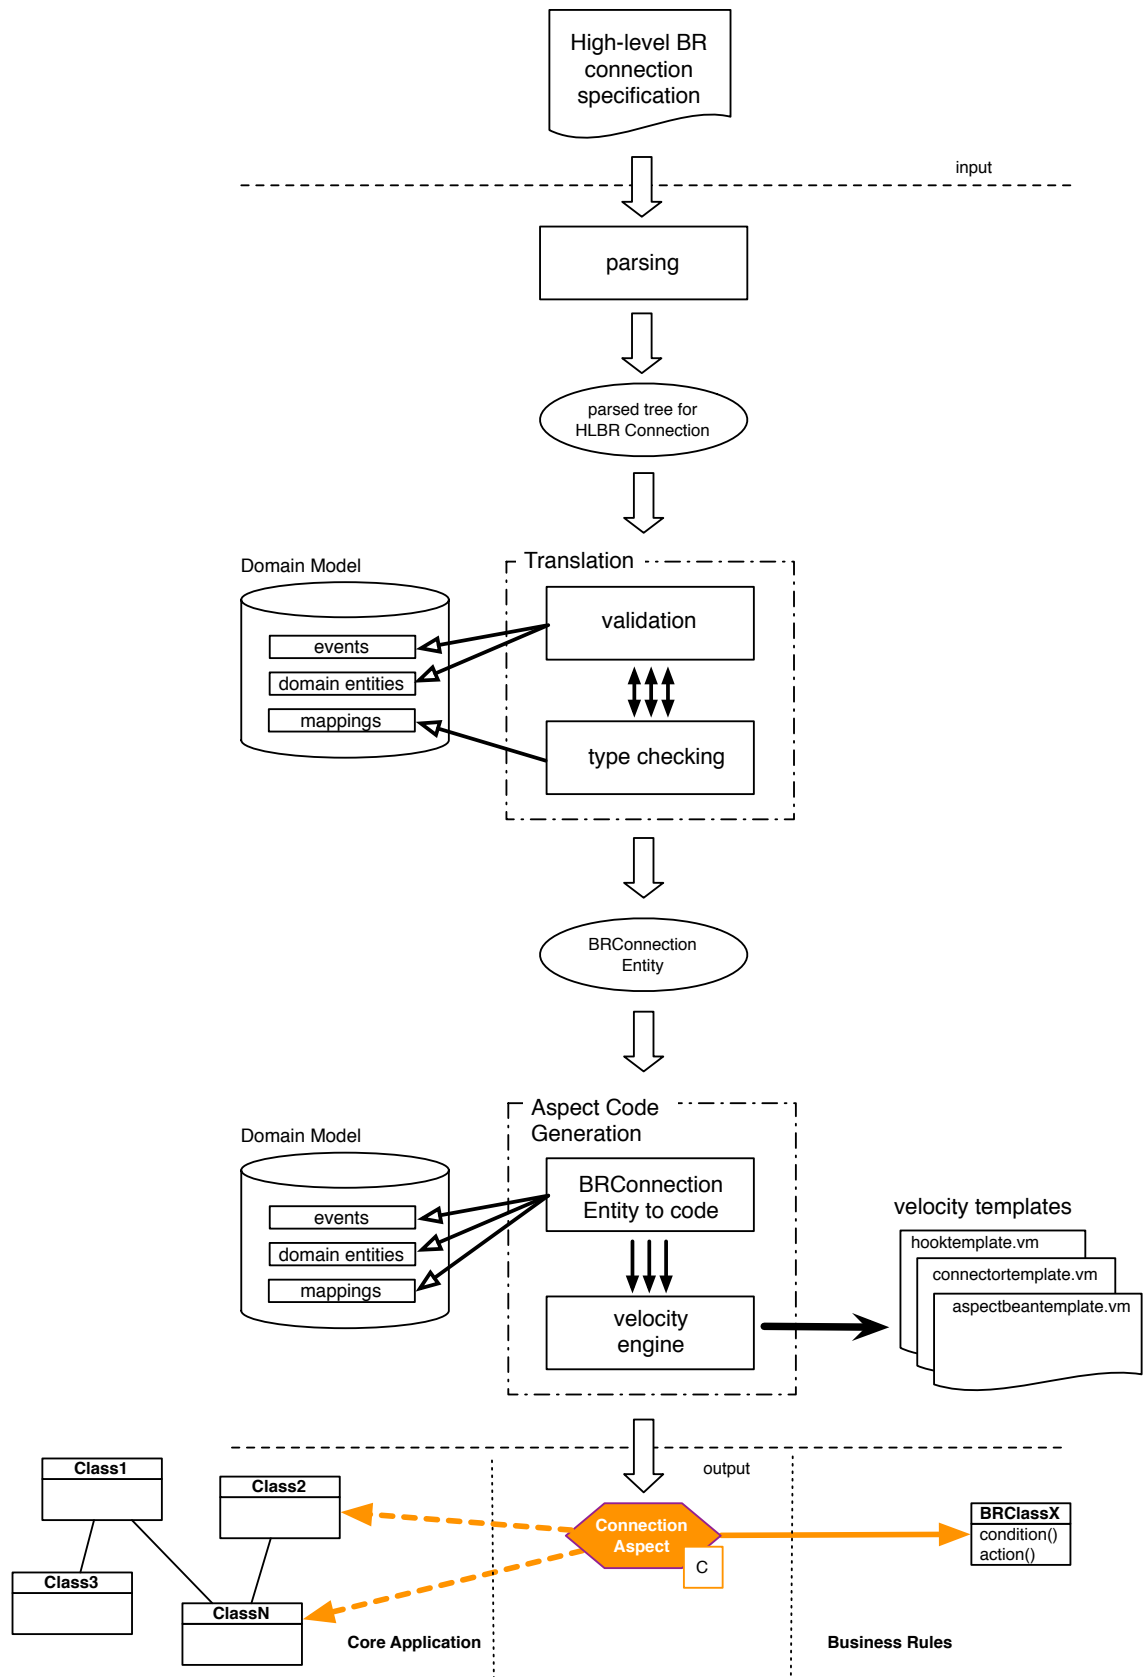 High-level BR
connection
specification
input
parsing
parsed tree for
HLBR Connection
Domain Model
Translation
events
domain entities
mappings
validation
type checking
BRConnection
Entity
Domain Model
Aspect Code
Generation
events
domain entities
mappings
BRConnection
Entity to code
velocity
engine
velocity templates
hooktemplate.vm
connectortemplate.vm
aspectbeantemplate.vm
output
Class1
Class2
Class3
ClassN
Connection
Aspect
C
BRClassX
condition()
action()
Core Application
Business Rules